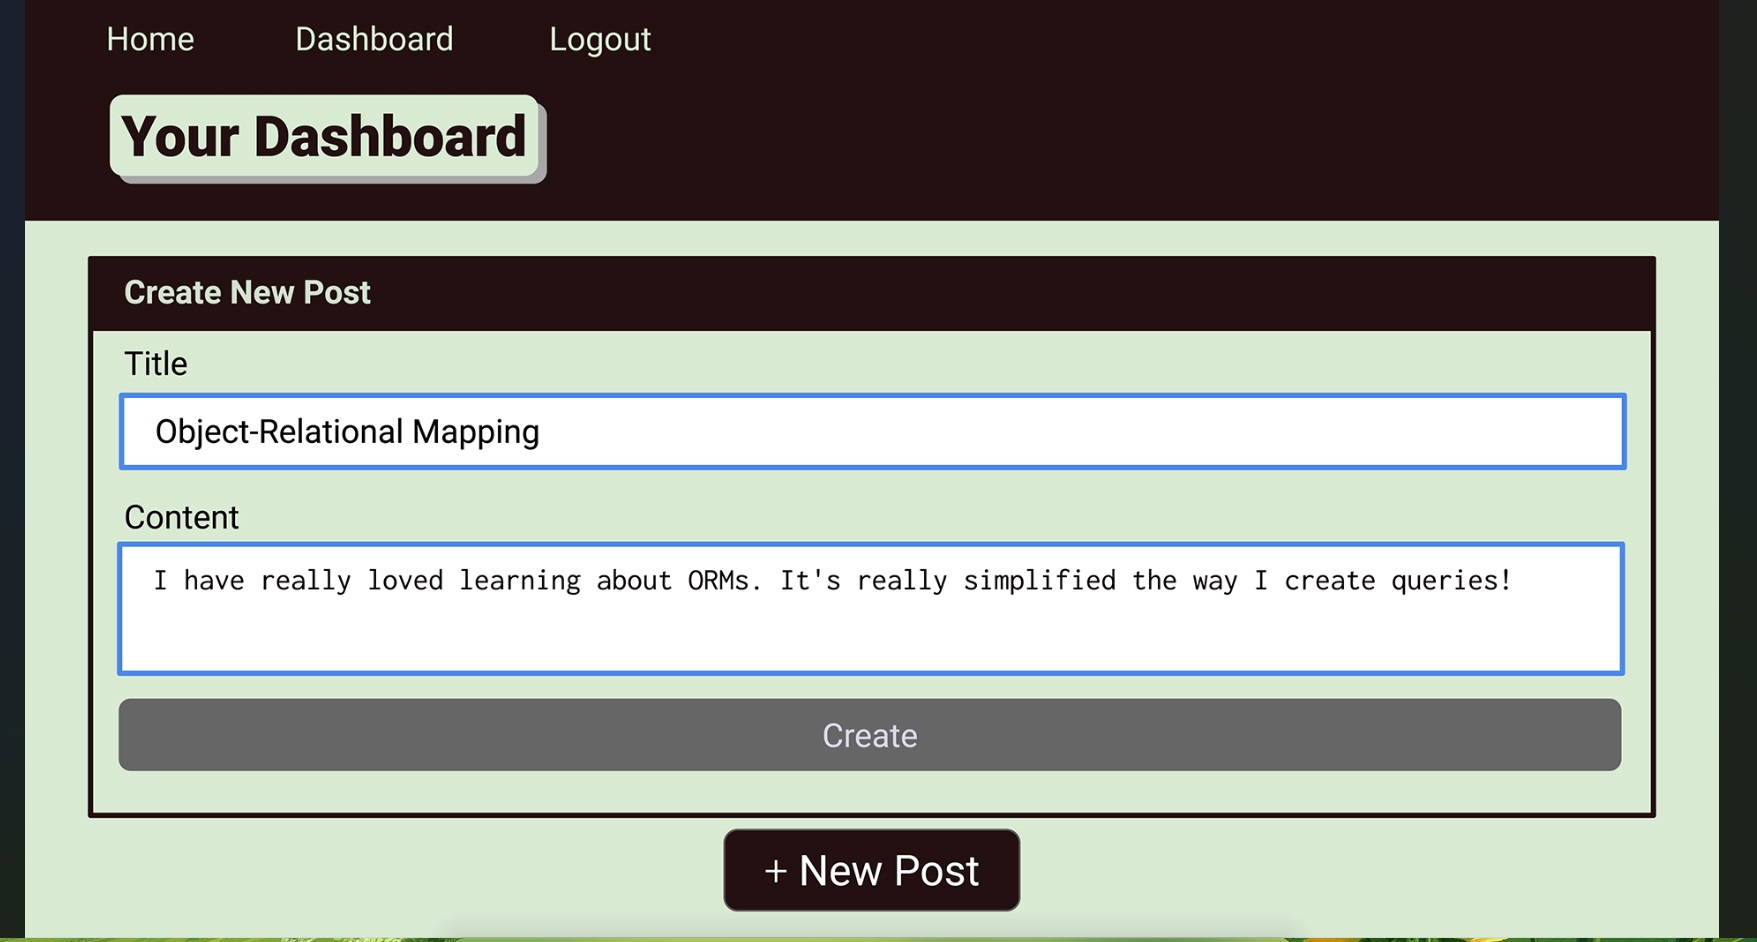 Home Dashboard Logout
Your Dashboard
Create New Post
Title
Object-Relational Mapping
Content
I have really loved learning about ORMs. It's really simplified the way I create queries!
Create
+ New Post